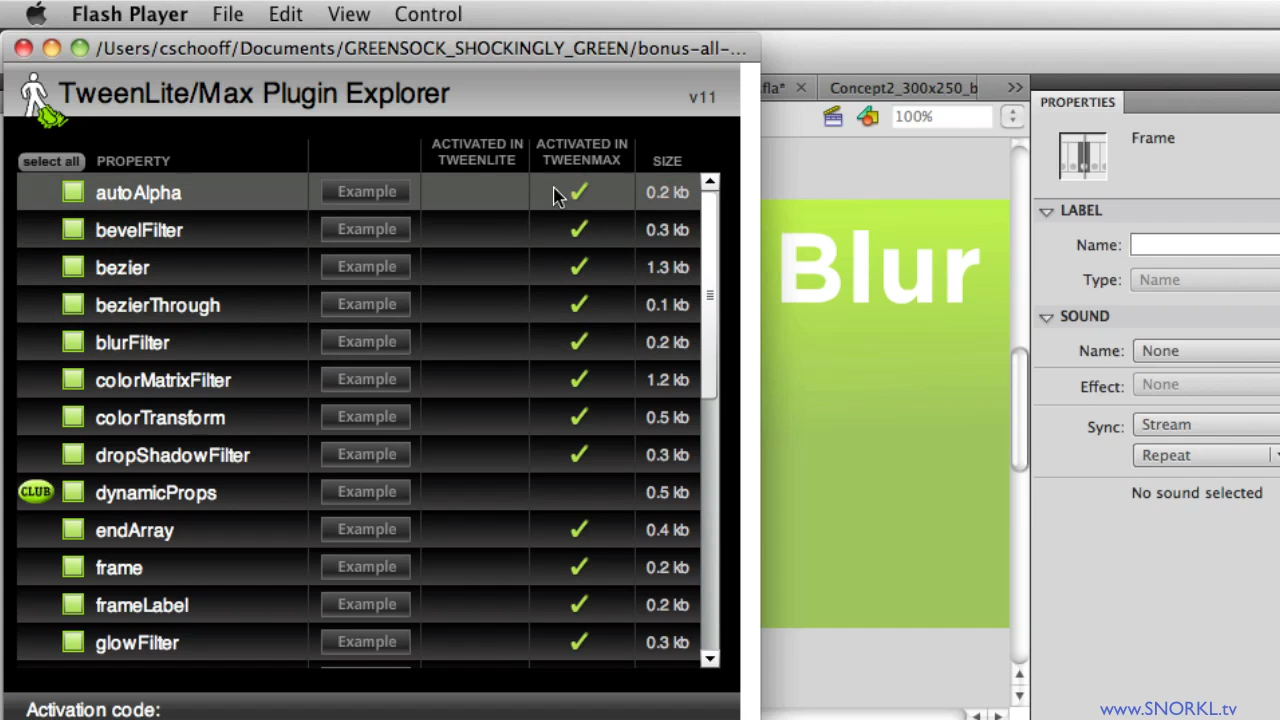 Flash Player File Edit View Control
/Users/cschooff/Documents/GREENSOCK_SHOCKINGLY_GREEN/bonus-all-...
TweenLite/Max Plugin Explorer
v11
select all PROPERTY ACTIVATED IN TWEENLITE ACTIVATED IN TWEENMAX SIZE
autoAlpha Example ✓ 0.2 kb
bevelFilter Example ✓ 0.3 kb
bezier Example ✓ 1.3 kb
bezierThrough Example ✓ 0.1 kb
blurFilter Example ✓ 0.2 kb
colorMatrixFilter Example ✓ 1.2 kb
colorTransform Example ✓ 0.5 kb
dropShadowFilter Example ✓ 0.3 kb
CLUB dynamicProps Example 0.5 kb
endArray Example ✓ 0.4 kb
frame Example ✓ 0.2 kb
frameLabel Example ✓ 0.2 kb
glowFilter Example ✓ 0.3 kb
Activation code:
.fla* × Concept2_300x250_b >>
100%
Blur
PROPERTIES
Frame
LABEL
Name:
Type: Name
SOUND
Name: None
Effect: None
Sync: Stream
Repeat
No sound selected
www.SNORKL.tv